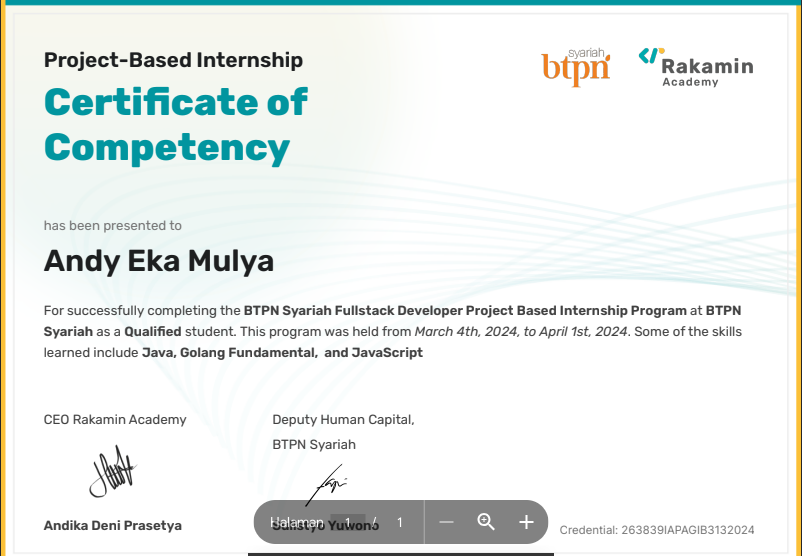 Project-Based Internship
syariah
btpn
Rakamin
Academy
Certificate of
Competency
has been presented to
Andy Eka Mulya
For successfully completing the BTPN Syariah Fullstack Developer Project Based Internship Program at BTPN
Syariah as a Qualified student. This program was held from March 4th, 2024, to April 1st, 2024. Some of the skills
learned include Java, Golang Fundamental,  and JavaScript
CEO Rakamin Academy
Deputy Human Capital,
BTPN Syariah
Andika Deni Prasetya
Yuwono
Halaman 1 / 1
Credential: 263839IAPAGIB3132024